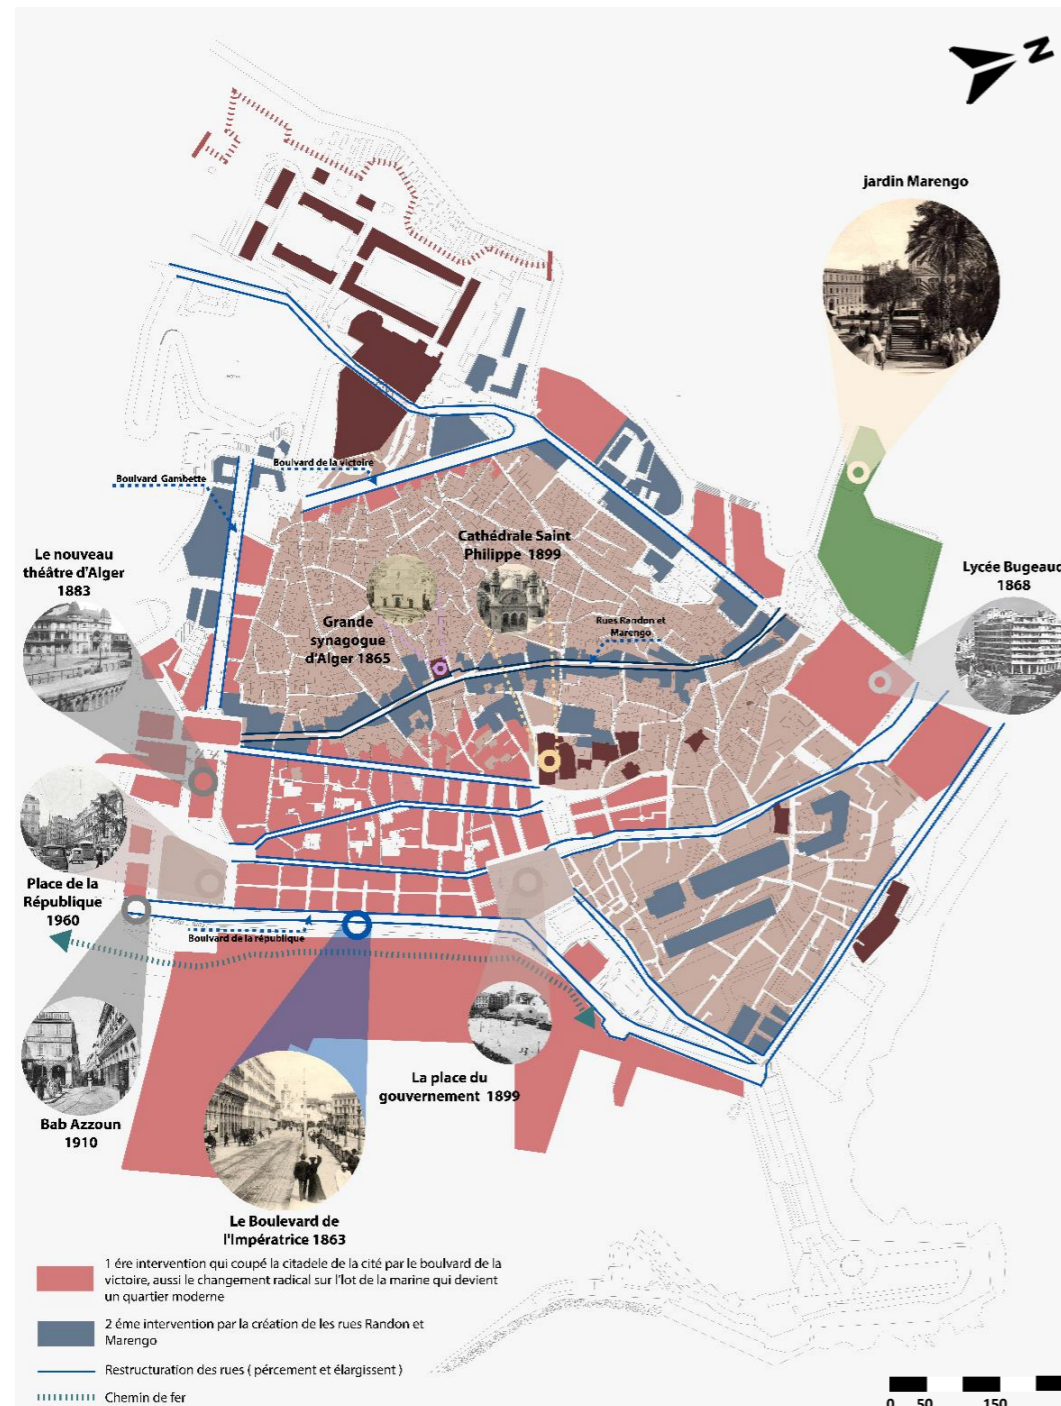 N
jardin Marengo
Boulvard de la victoire
Boulvard Gambette
Cathédrale Saint
Philippe 1899
Le nouveau
théâtre d'Alger
1883
Lycée Bugeaud
1868
Grande
synagogue
d'Alger 1865
Rues Randon et
Marengo
Place de la
République
1960
Boulvard de la république
La place du
gouvernement 1899
Bab Azzoun
1910
Le Boulevard de
l'Impératrice 1863
1 ére intervention qui coupé la citadele de la cité par le boulvard de la
victoire, aussi le changement radical sur l'lot de la marine qui devient
un quartier moderne
2 éme intervention par la création de les rues Randon et
Marengo
Restructuration des rues ( pércement et élargissent )
Chemin de fer
0 50 150